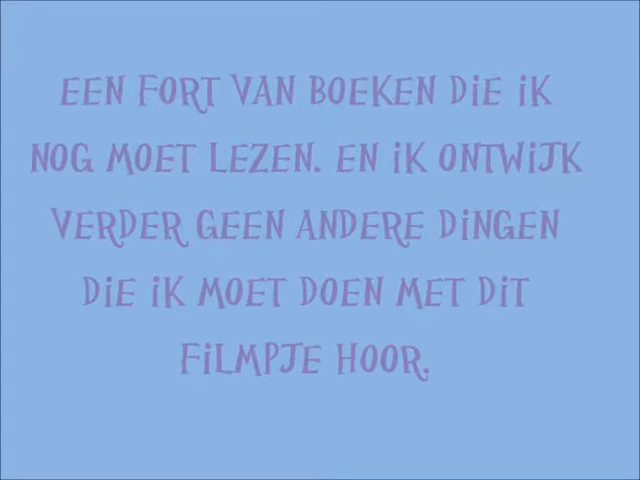 EEN FORT VAN BOEKEN DIE IK
NOG MOET LEZEN. EN IK ONTWIJK
VERDER GEEN ANDERE DINGEN
DIE IK MOET DOEN MET DIT
FILMPJE HOOR.